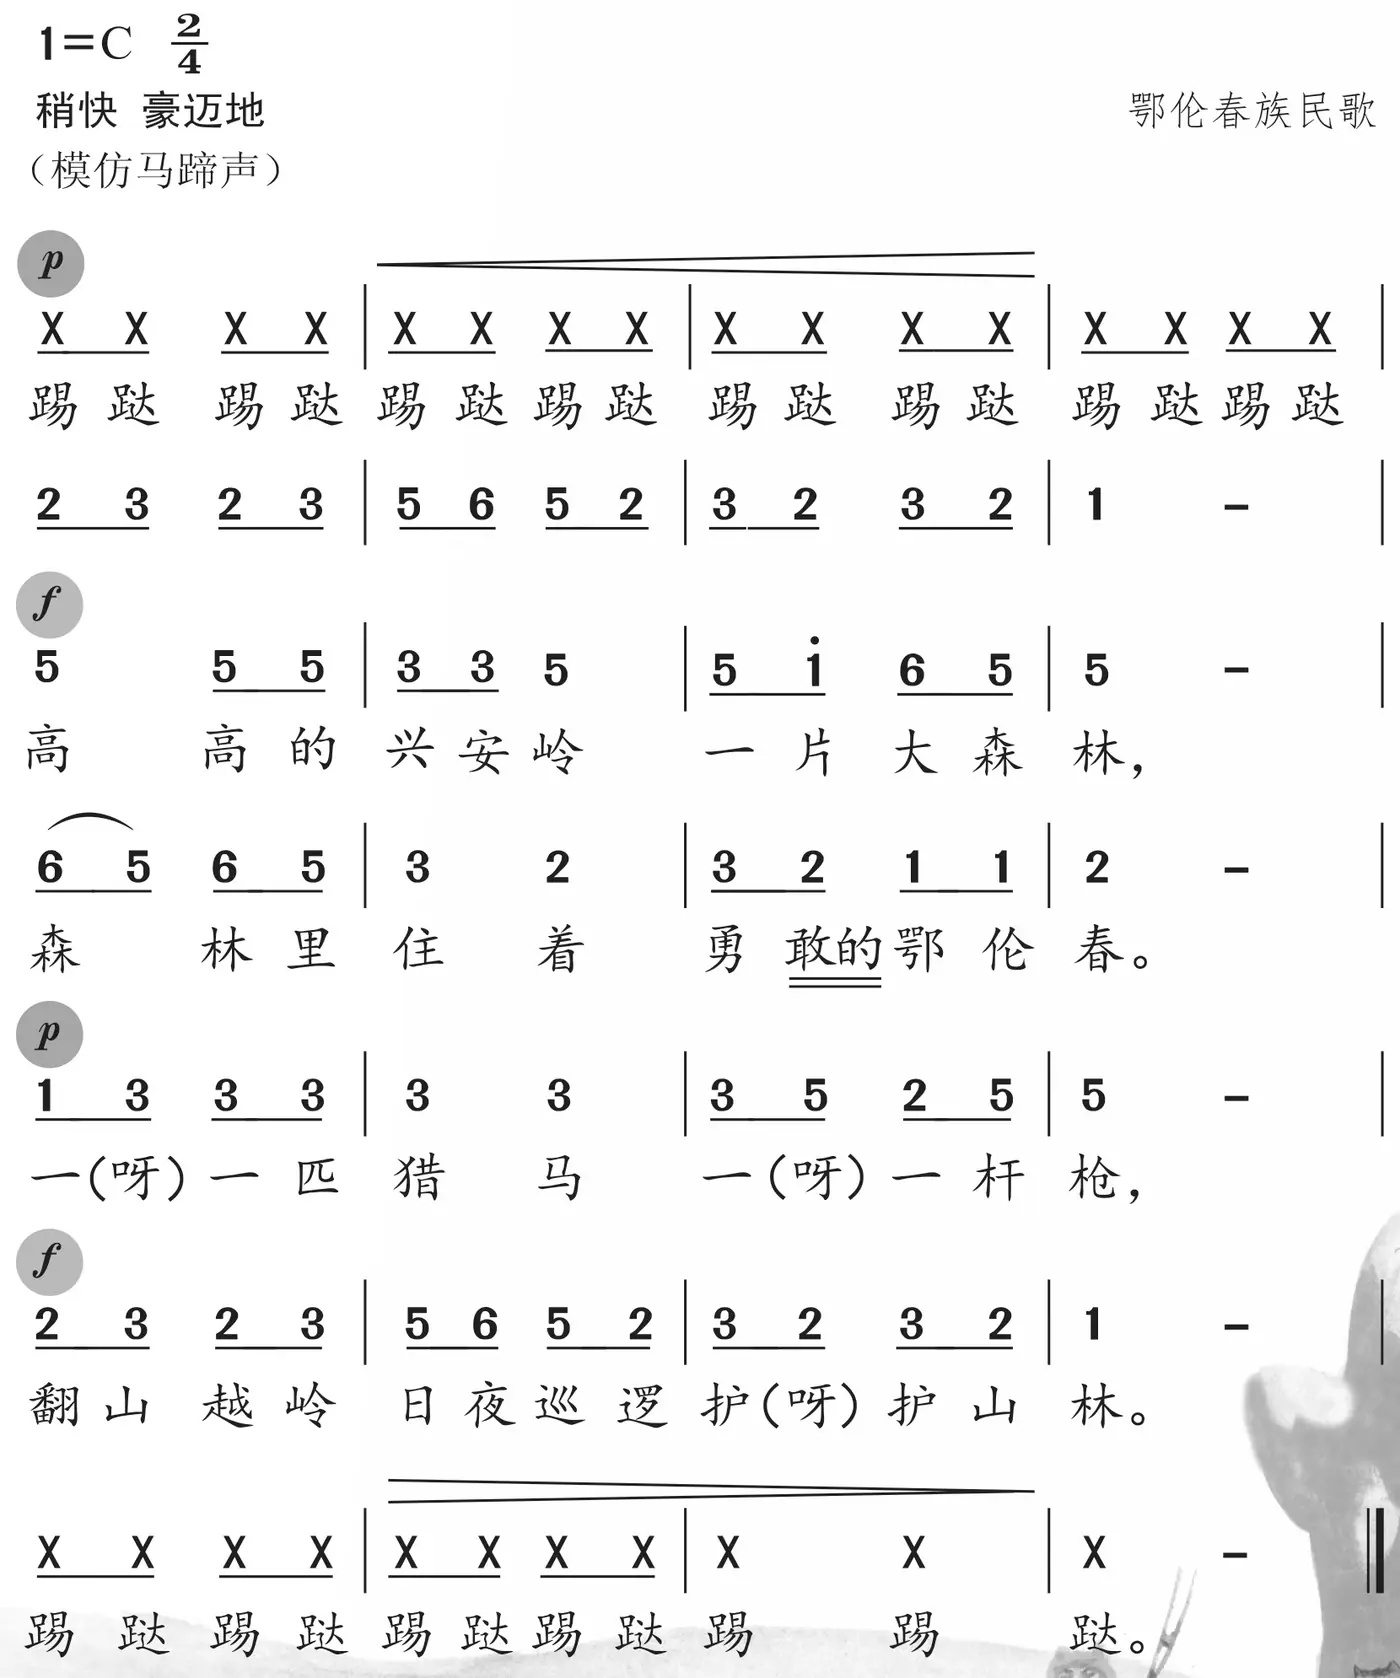 1=C 2/4
稍快 豪迈地
鄂伦春族民歌
（模仿马蹄声）
p
X X X X | X X X X | X X X X | X X X X |
踢 跶 踢 跶 踢 跶 踢 跶 踢 跶 踢 跶 踢 跶 踢 跶
2 3 2 3 | 5 6 5 2 | 3 2 3 2 | 1 - |
f
5 5 5 | 3 3 5 | 5 i 6 5 | 5 - |
高 高 的 兴 安 岭 一 片 大 森 林，
6 5 6 5 | 3 2 | 3 2 1 1 | 2 - |
森 林 里 住 着 勇 敢的 鄂 伦 春。
p
1 3 3 3 | 3 3 | 3 5 2 5 | 5 - |
一（呀）一 匹 猎 马 一（呀）一 杆 枪，
f
2 3 2 3 | 5 6 5 2 | 3 2 3 2 | 1 - |
翻 山 越 岭 日 夜 巡 逻 护（呀）护 山 林。
X X X X | X X X X | X X | X - ‖
踢 跶 踢 跶 踢 跶 踢 跶 踢 踢 跶。